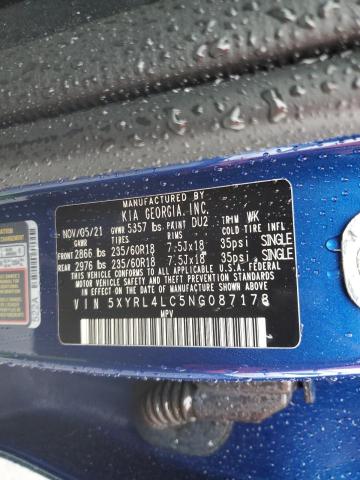 MANUFACTURED BY
KIA GEORGIA, INC.
NOV/05/21 GVWR 5357 lbs PAINT DU2 TRIM WK
GAWR TIRES RIMS COLD TIRE INFL
FRONT 2866 lbs 235/60R18 7.5Jx18 35psi SINGLE
REAR 2976 lbs 235/60R18 7.5Jx18 35psi SINGLE
THIS VEHICLE CONFORMS TO ALL APPLICABLE U.S. FEDERAL MOTOR
VEHICLE SAFETY, BUMPER, AND THEFT PREVENTION STANDARDS
IN EFFECT ON THE DATE OF MANUFACTURE SHOWN ABOVE
VIN 5XYRL4LC5NG087178
MPV